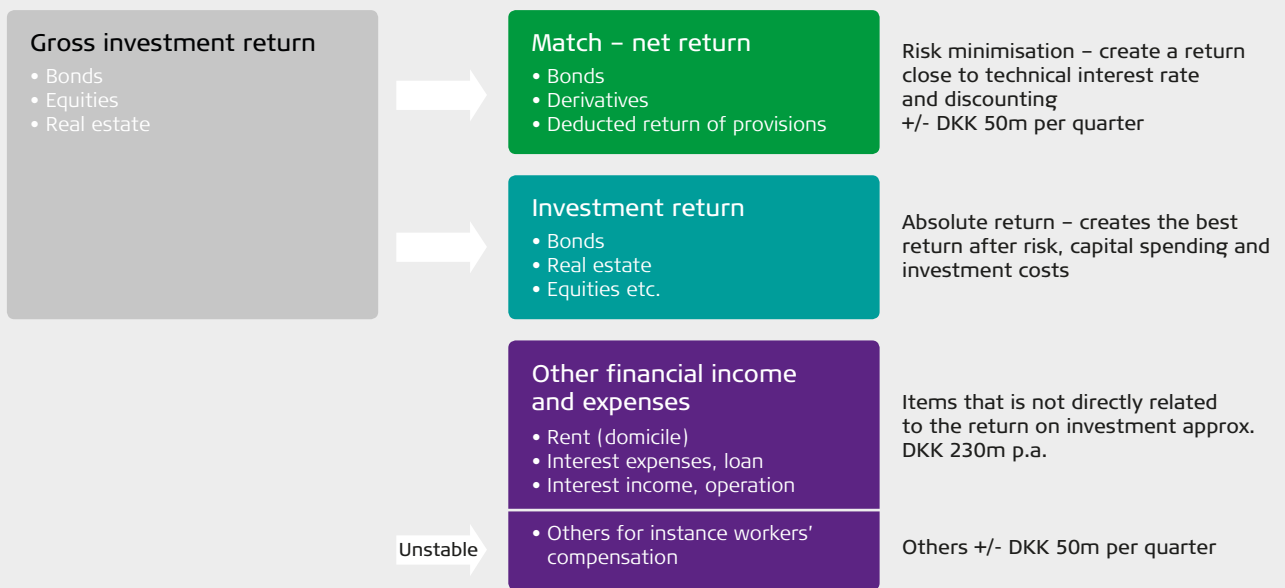 Gross investment return
• Bonds
• Equities
• Real estate
Match – net return
• Bonds
• Derivatives
• Deducted return of provisions
Risk minimisation – create a return
close to technical interest rate
and discounting
+/- DKK 50m per quarter
Investment return
• Bonds
• Real estate
• Equities etc.
Absolute return – creates the best
return after risk, capital spending and
investment costs
Other financial income
and expenses
• Rent (domicile)
• Interest expenses, loan
• Interest income, operation
Items that is not directly related
to the return on investment approx.
DKK 230m p.a.
Unstable
• Others for instance workers’
compensation
Others +/- DKK 50m per quarter